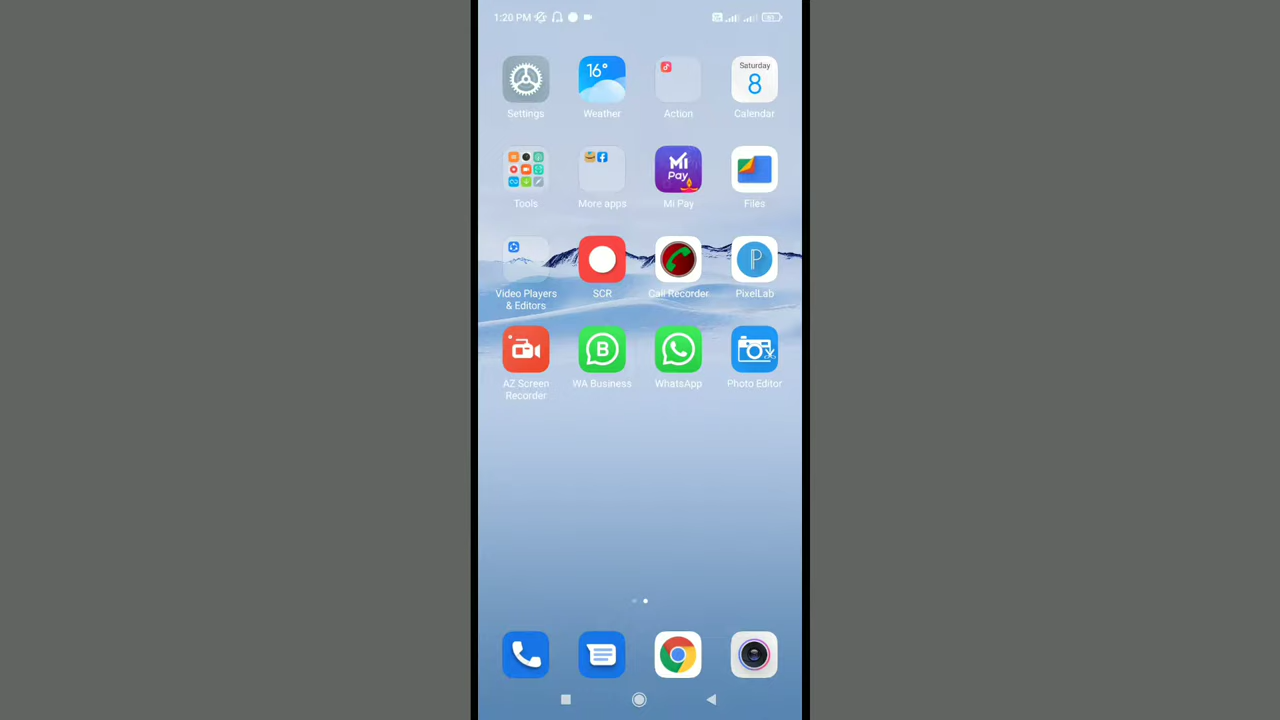 1:20 PM
Settings
16°
Weather
Action
Saturday
8
Calendar
Tools
More apps
Mi
Pay
Mi Pay
Files
Video Players
& Editors
SCR
Call Recorder
P
PixelLab
AZ Screen
Recorder
B
WA Business
WhatsApp
Photo Editor